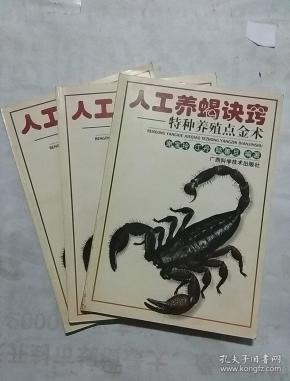 人工养蝎诀窍
特种养殖点金术
RENGONG YANGXIE JUEQIAO TEZHONG YANGZHI DIANJINSHU
编著
广西科学技术出版社
人工
人工
孔夫子旧书网